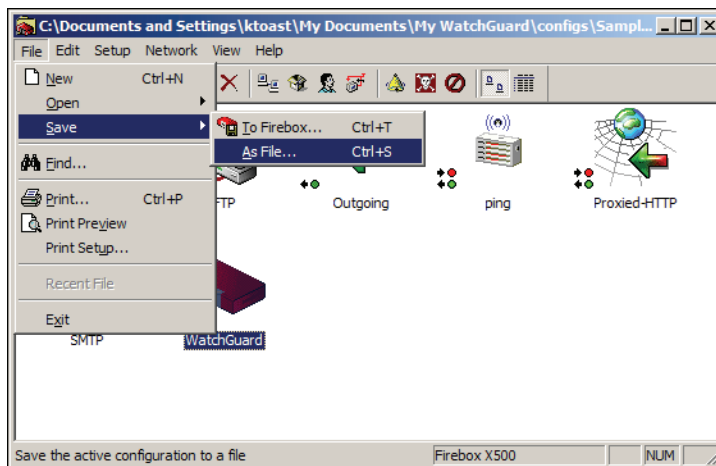 C:\Documents and Settings\ktoast\My Documents\My WatchGuard\configs\Sampl...
File Edit Setup Network View Help
New Ctrl+N
Open
Save
To Firebox... Ctrl+T
As File... Ctrl+S
Find...
Print... Ctrl+P
Print Preview
Print Setup...
Recent File
Exit
FTP
Outgoing
ping
Proxied-HTTP
SMTP
WatchGuard
Save the active configuration to a file
Firebox X500
NUM